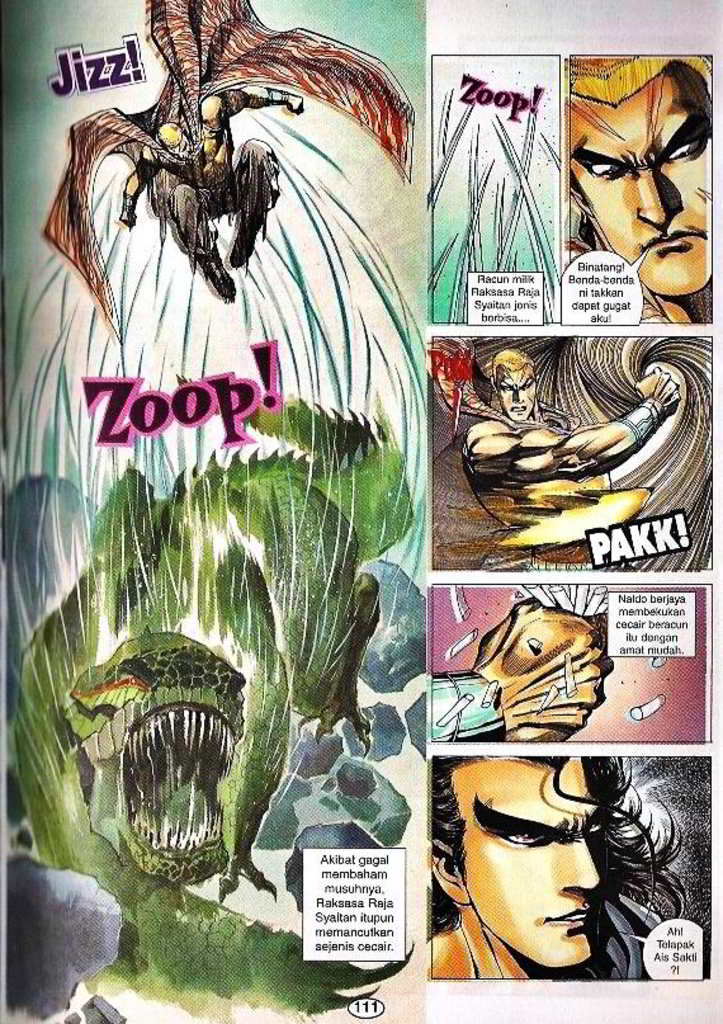 Jizz!
Zoop!
Akibat gagal
membaham
musuhnya,
Raksasa Raja
Syaitan itupun
memancutkan
sejenis cecair.
Zoop!
Racun milik
Raksasa Raja
Syaitan jenis
berbisa....
Binatang!
Benda-benda
ni takkan
dapat gugat
aku!
PAKK!
Naldo berjaya
membekukan
cecair beracun
itu dengan
amat mudah.
Ah!
Telapak
Ais Sakti
?!
111